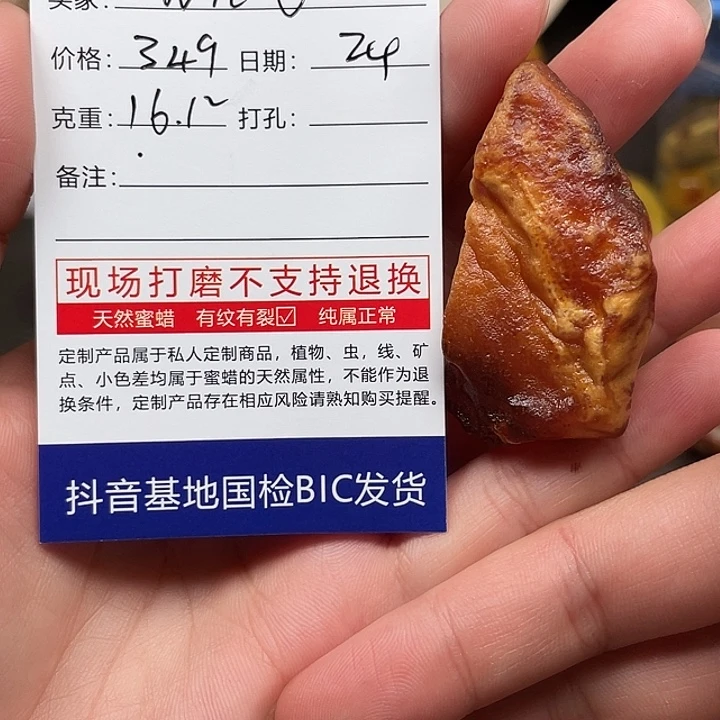 买家:
价格: 349 日期: 24
克重: 16.1 打孔:
备注:
现场打磨不支持退换
天然蜜蜡 有纹有裂☑ 纯属正常
定制产品属于私人定制商品，植物、虫，线、矿
点、小色差均属于蜜蜡的天然属性，不能作为退
换条件，定制产品存在相应风险请熟知购买提醒。
抖音基地国检BIC发货